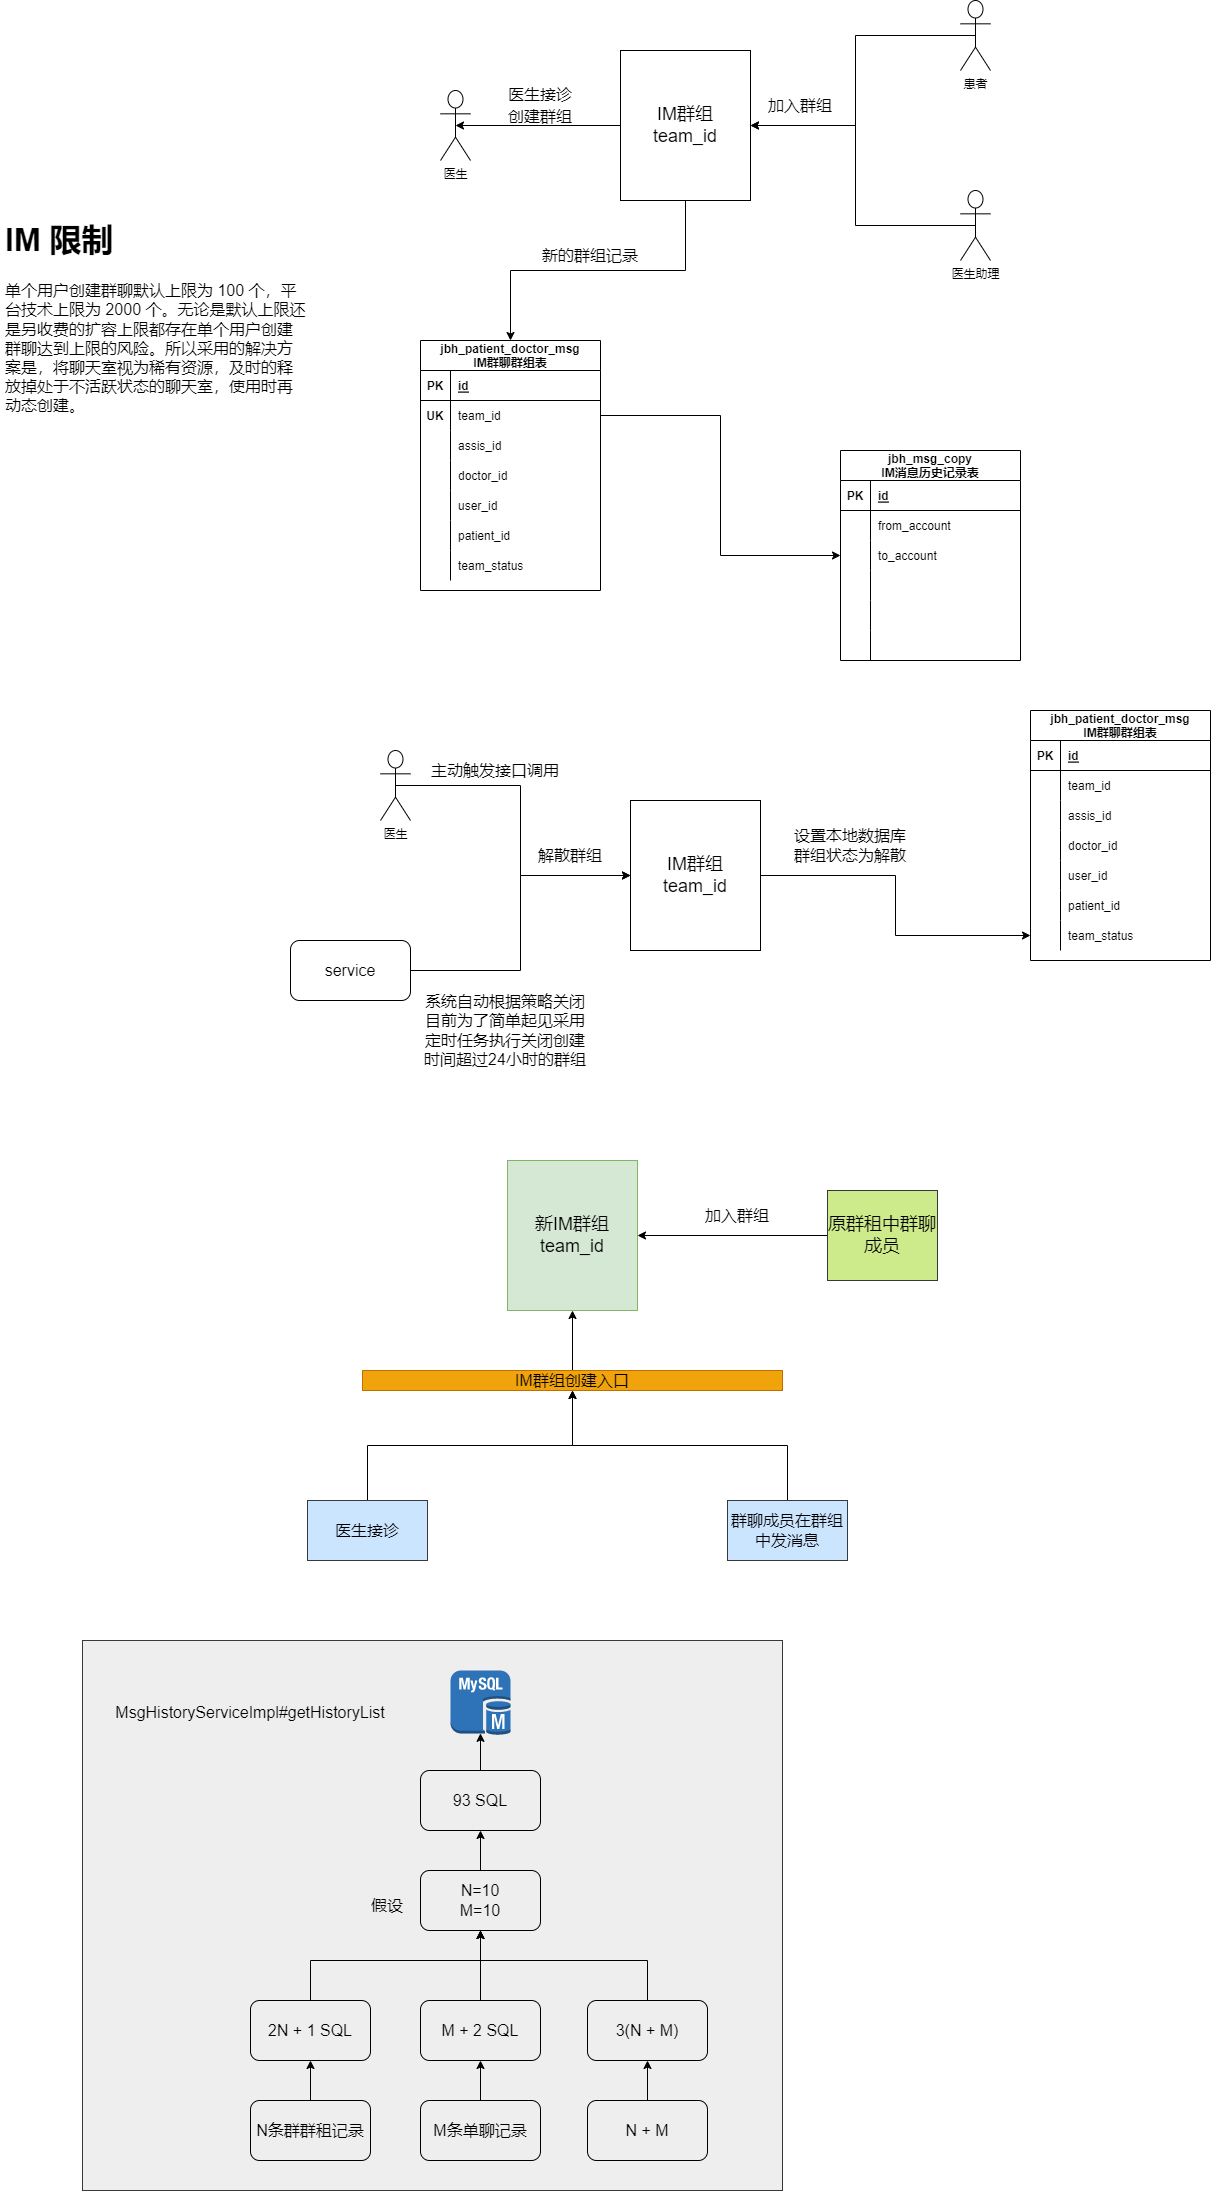 患者
医生接诊
创建群组
IM群组
team_id
加入群组
医生
医生助理
IM 限制
新的群组记录
单个用户创建群聊默认上限为 100 个，平
台技术上限为 2000 个。无论是默认上限还
是另收费的扩容上限都存在单个用户创建
群聊达到上限的风险。所以采用的解决方
案是，将聊天室视为稀有资源，及时的释
放掉处于不活跃状态的聊天室，使用时再
动态创建。
jbh_patient_doctor_msg
IM群聊群组表
PK id
UK team_id
assis_id
doctor_id
user_id
patient_id
team_status
jbh_msg_copy
IM消息历史记录表
PK id
from_account
to_account
jbh_patient_doctor_msg
IM群聊群组表
PK id
team_id
assis_id
doctor_id
user_id
patient_id
team_status
主动触发接口调用
医生
解散群组
IM群组
team_id
设置本地数据库
群组状态为解散
service
系统自动根据策略关闭
目前为了简单起见采用
定时任务执行关闭创建
时间超过24小时的群组
新IM群组
team_id
加入群组
原群租中群聊
成员
IM群组创建入口
医生接诊
群聊成员在群组
中发消息
MySQL
M
MsgHistoryServiceImpl#getHistoryList
93 SQL
假设
N=10
M=10
2N + 1 SQL
M + 2 SQL
3(N + M)
N条群群租记录
M条单聊记录
N + M